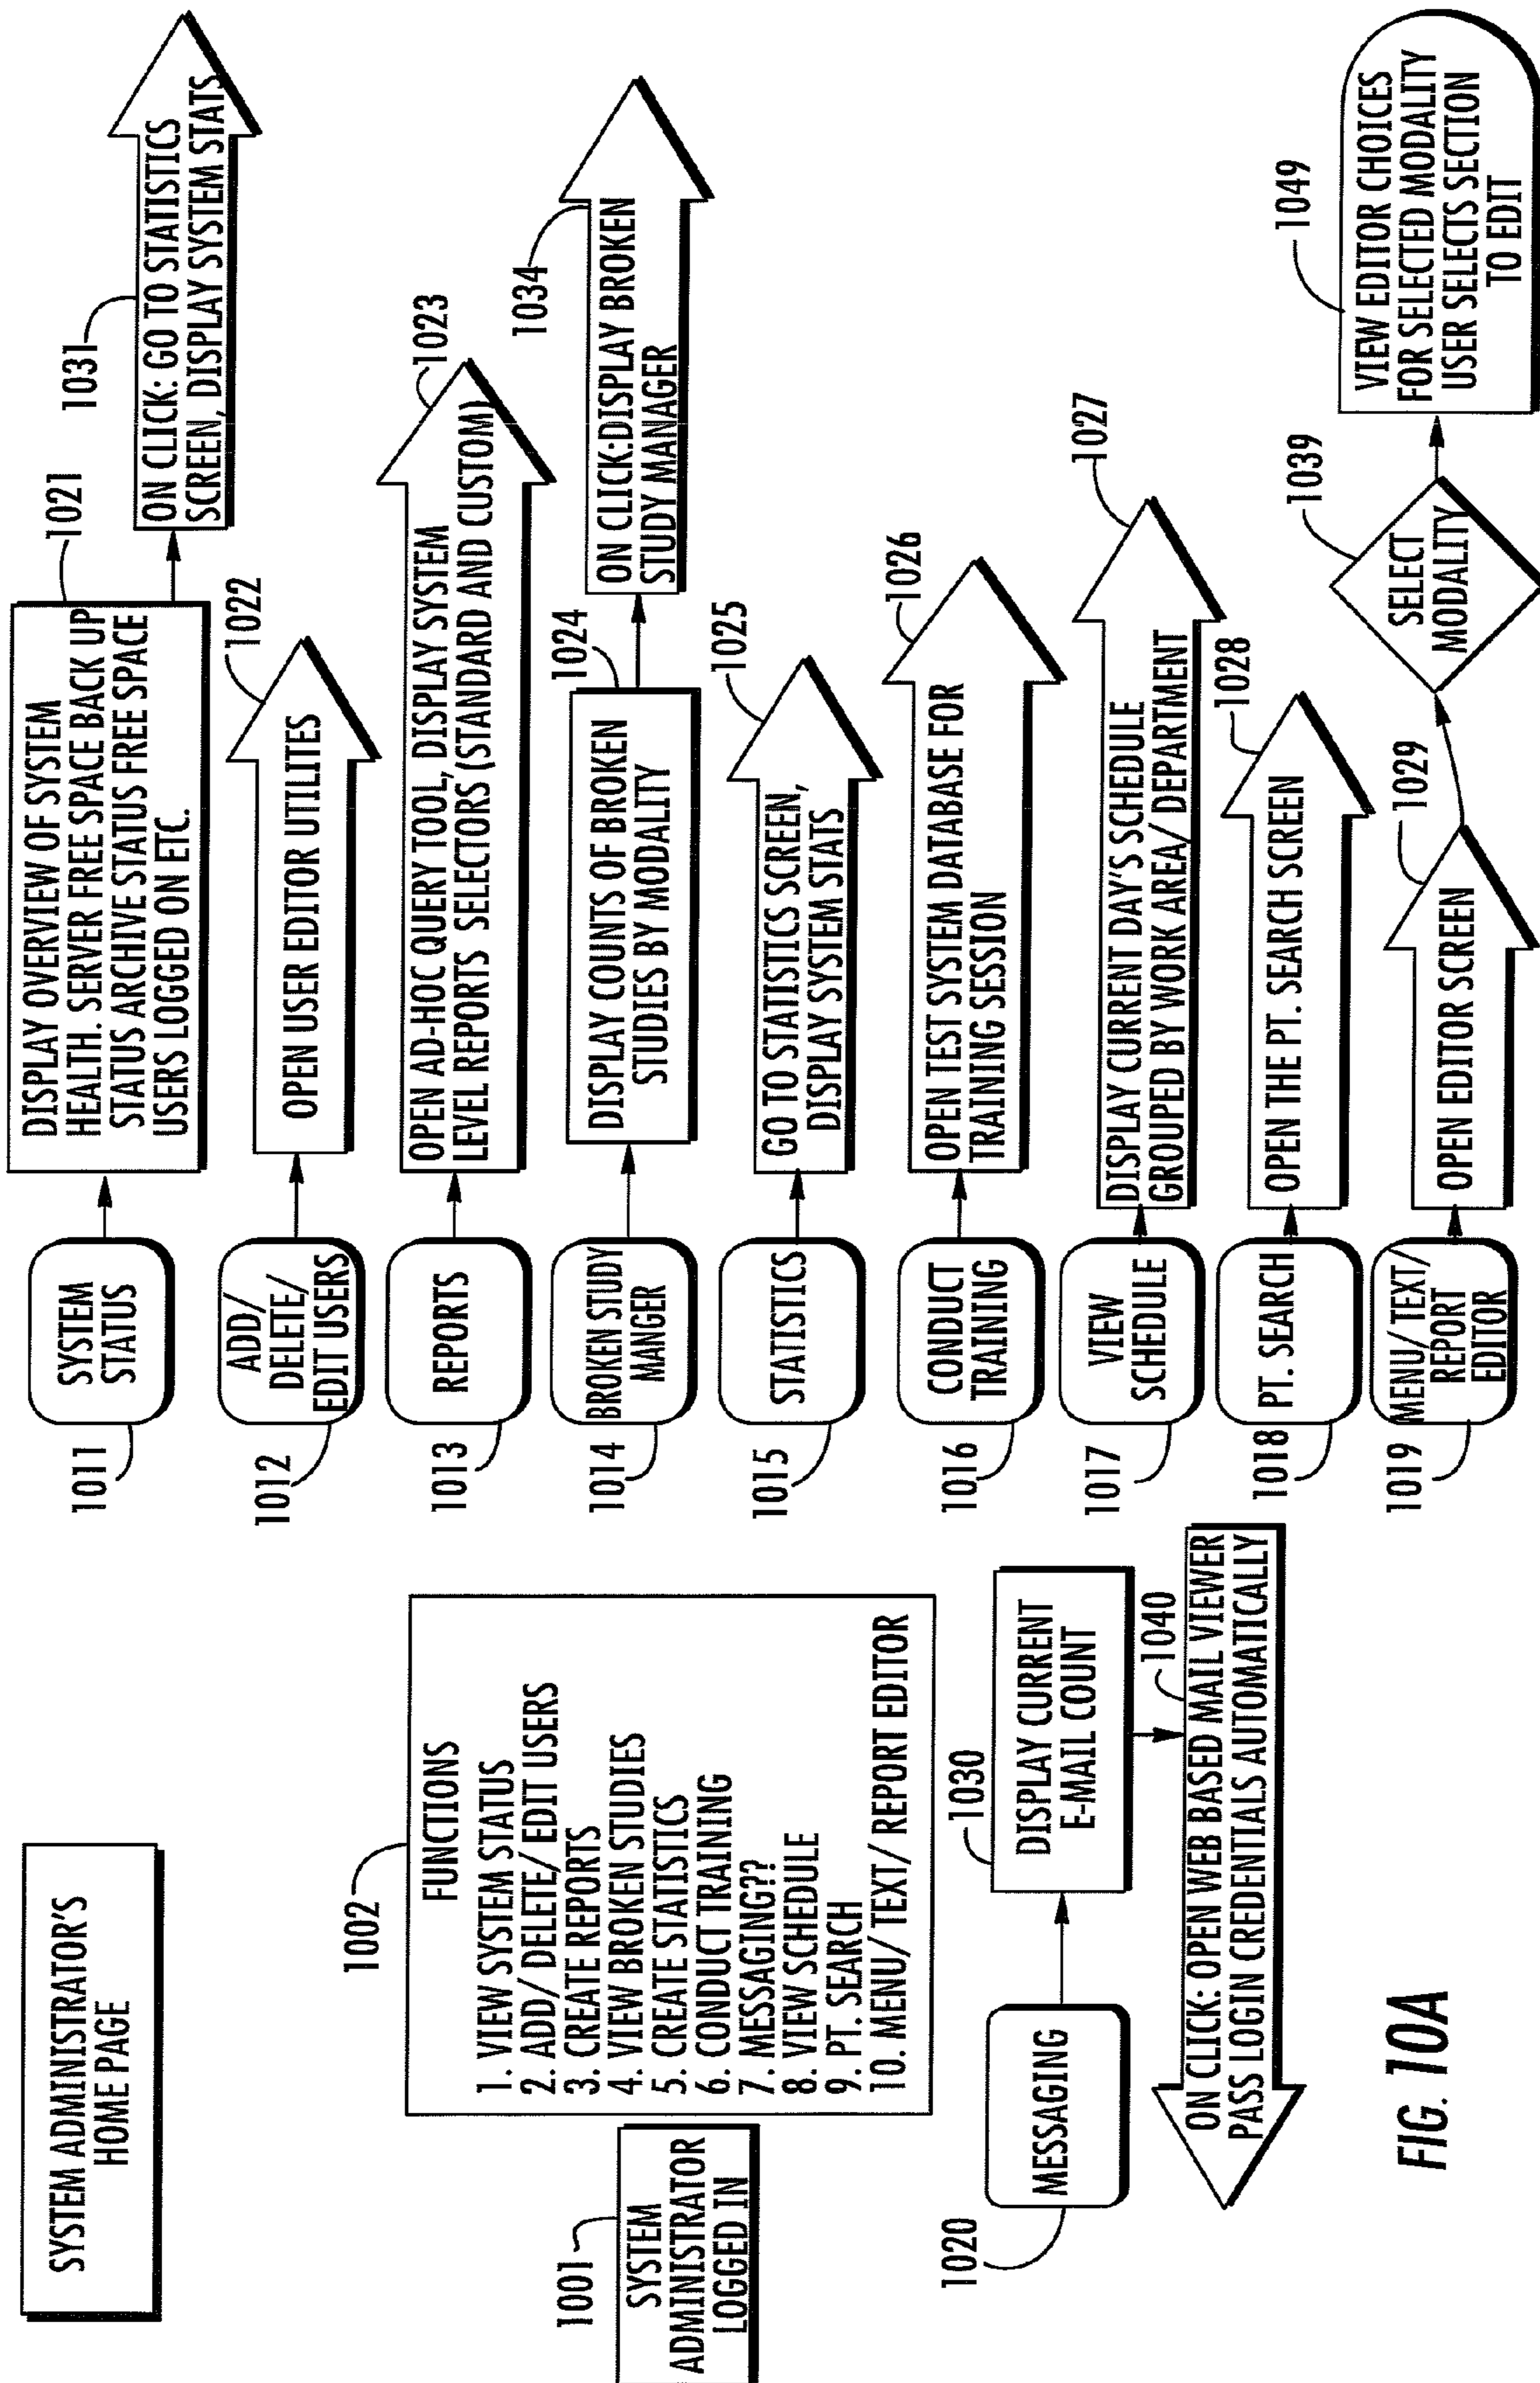 SYSTEM ADMINISTRATOR'S
HOME PAGE
1001
SYSTEM
ADMINISTRATOR
LOGGED IN
1002
FUNCTIONS
1. VIEW SYSTEM STATUS
2. ADD/ DELETE/ EDIT USERS
3. CREATE REPORTS
4. VIEW BROKEN STUDIES
5. CREATE STATISTICS
6. CONDUCT TRAINING
7. MESSAGING??
8. VIEW SCHEDULE
9. PT. SEARCH
10. MENU/ TEXT/ REPORT EDITOR
1020
MESSAGING
1030
DISPLAY CURRENT
E-MAIL COUNT
1040
ON CLICK: OPEN WEB BASED MAIL VIEWER
PASS LOGIN CREDENTIALS AUTOMATICALLY
1011
SYSTEM
STATUS
1021
DISPLAY OVERVIEW OF SYSTEM
HEALTH. SERVER FREE SPACE BACK UP
STATUS ARCHIVE STATUS FREE SPACE
USERS LOGGED ON ETC.
1031
ON CLICK: GO TO STATISTICS
SCREEN, DISPLAY SYSTEM STATS
1012
ADD/
DELETE/
EDIT USERS
1022
OPEN USER EDITOR UTILITES
1013
REPORTS
1023
OPEN AD-HOC QUERY TOOL, DISPLAY SYSTEM
LEVEL REPORTS SELECTORS (STANDARD AND CUSTOM)
1014
BROKEN STUDY
MANGER
1024
DISPLAY COUNTS OF BROKEN
STUDIES BY MODALITY
1034
ON CLICK:DISPLAY BROKEN
STUDY MANAGER
1015
STATISTICS
1025
GO TO STATISTICS SCREEN,
DISPLAY SYSTEM STATS
1016
CONDUCT
TRAINING
1026
OPEN TEST SYSTEM DATABASE FOR
TRAINING SESSION
1017
VIEW
SCHEDULE
1027
DISPLAY CURRENT DAY'S SCHEDULE
GROUPED BY WORK AREA/ DEPARTMENT
1018
PT. SEARCH
1028
OPEN THE PT. SEARCH SCREEN
1019
MENU/ TEXT/
REPORT
EDITOR
1029
OPEN EDITOR SCREEN
1039
SELECT
MODALITY
1049
VIEW EDITOR CHOICES
FOR SELECTED MODALITY
USER SELECTS SECTION
TO EDIT
FIG. 10A